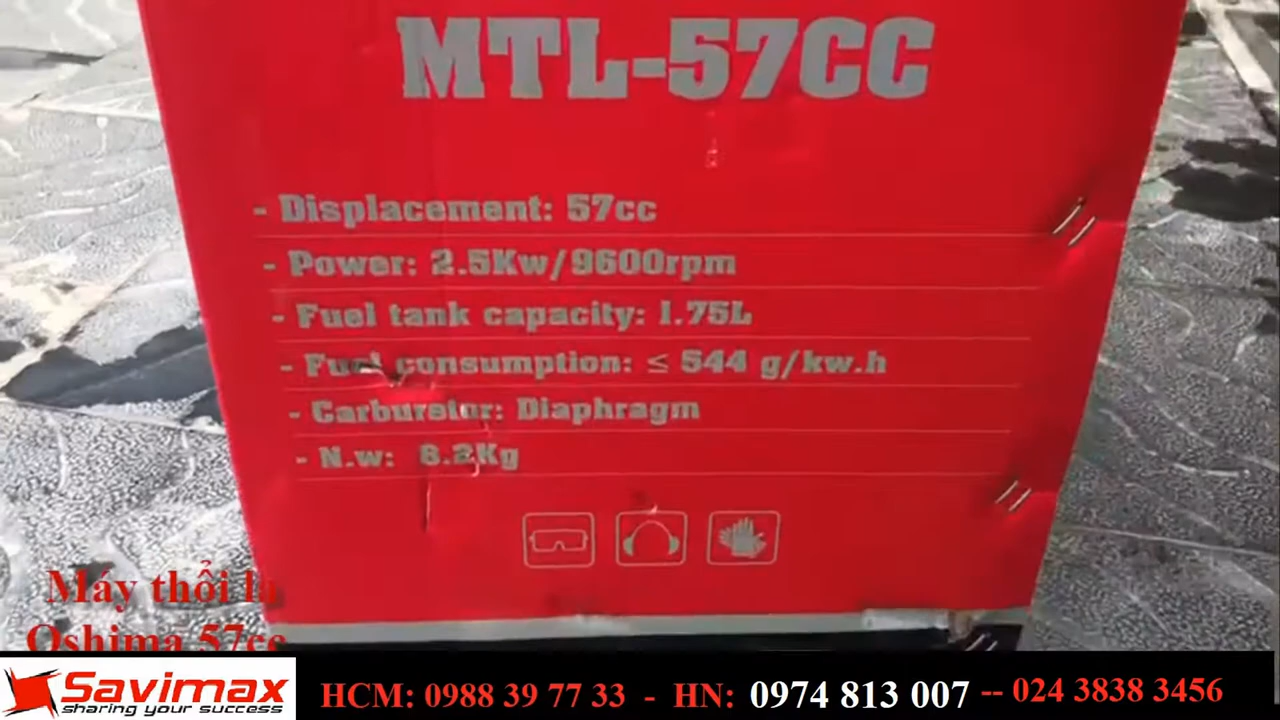 MTL-57CC
- Displacement: 57cc
- Power: 2.5Kw/9600rpm
- Fuel tank capacity: 1.75L
- Fuel consumption: ≤ 544 g/kw.h
- Carburetor: Diaphragm
- N.w: 8.2Kg
Máy thổi lá
Oshima 57cc
Savimax
sharing your success
HCM: 0988 39 77 33 - HN: 0974 813 007 -- 024 3838 3456